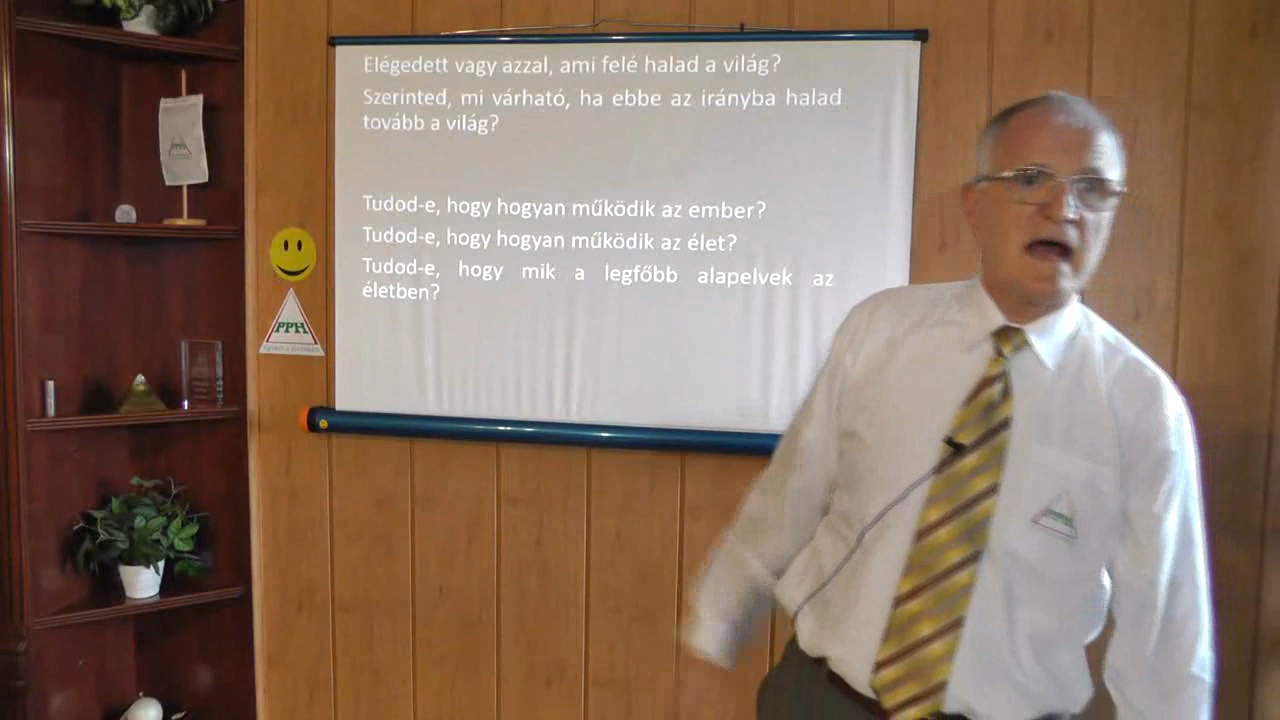 Elégedett vagy azzal, ami felé halad a világ?
Szerinted, mi várható, ha ebbe az irányba halad
tovább a világ?
Tudod-e, hogy hogyan működik az ember?
Tudod-e, hogy hogyan működik az élet?
Tudod-e, hogy mik a legfőbb alapelvek az
életben?
PPH